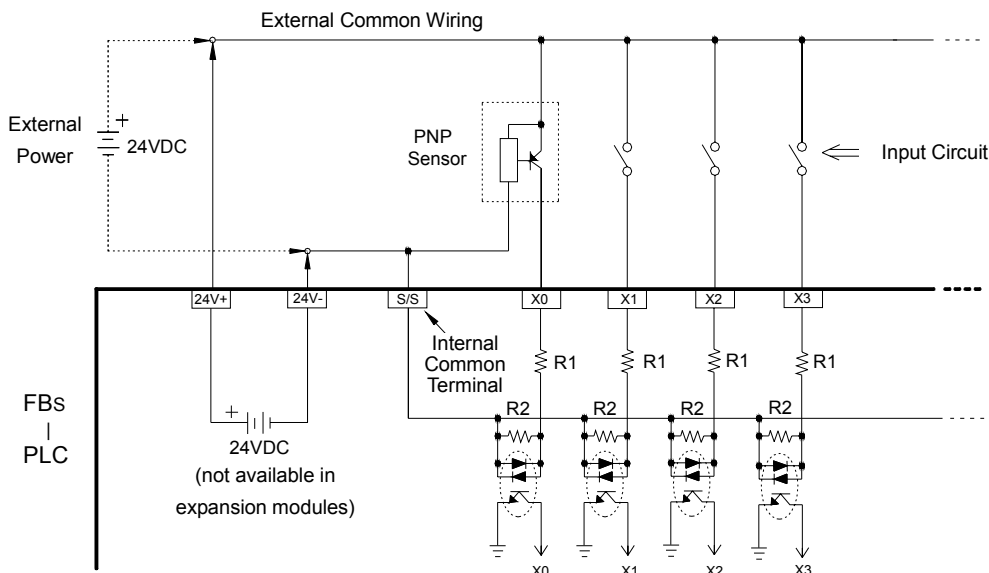 External Common Wiring
External
Power
+
24VDC
PNP
Sensor
Input Circuit
24V+ 24V- S/S X0 X1 X2 X3
Internal
Common
Terminal
R1 R1 R1 R1
FBs
PLC
+
24VDC
(not available in
expansion modules)
R2 R2 R2 R2
X0 X1 X2 X3